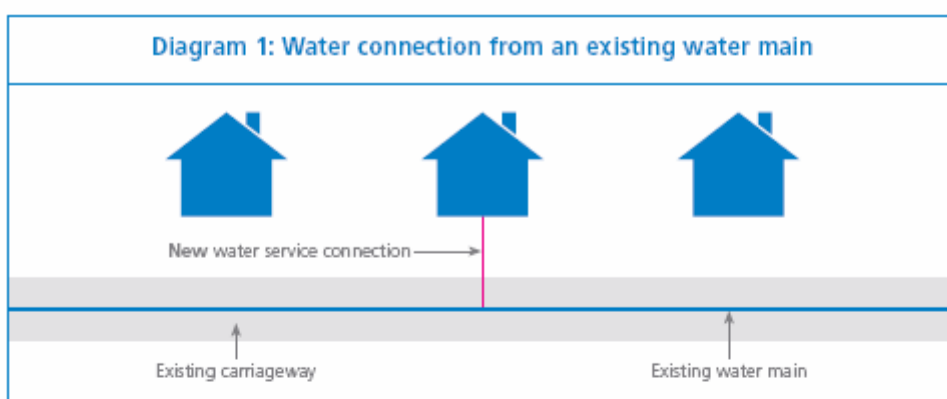 Diagram 1: Water connection from an existing water main
New water service connection
Existing carriageway
Existing water main